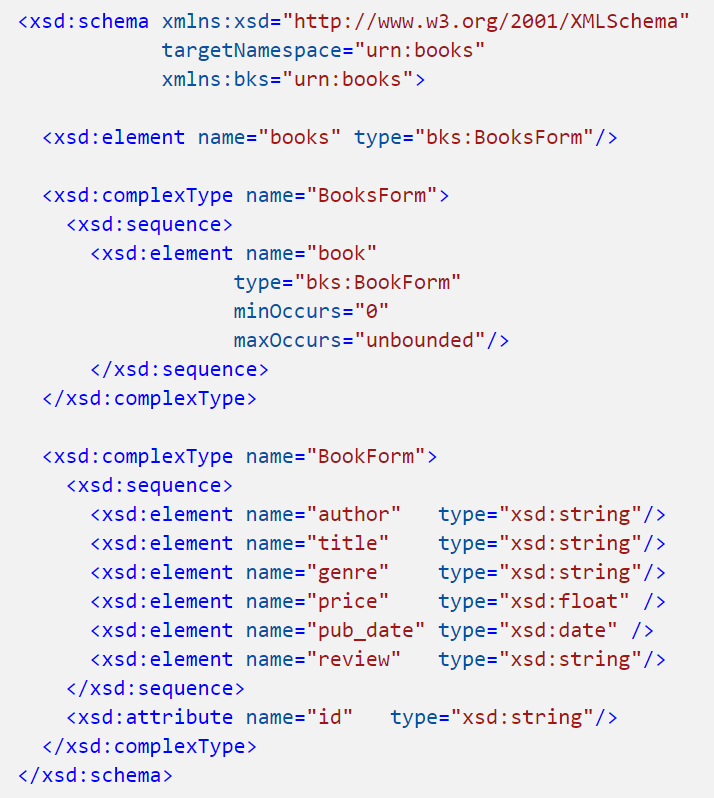 <xsd:schema xmlns:xsd="http://www.w3.org/2001/XMLSchema"
            targetNamespace="urn:books"
            xmlns:bks="urn:books">

  <xsd:element name="books" type="bks:BooksForm"/>

  <xsd:complexType name="BooksForm">
    <xsd:sequence>
      <xsd:element name="book"
                  type="bks:BookForm"
                  minOccurs="0"
                  maxOccurs="unbounded"/>
      </xsd:sequence>
  </xsd:complexType>

  <xsd:complexType name="BookForm">
    <xsd:sequence>
      <xsd:element name="author"   type="xsd:string"/>
      <xsd:element name="title"    type="xsd:string"/>
      <xsd:element name="genre"    type="xsd:string"/>
      <xsd:element name="price"    type="xsd:float" />
      <xsd:element name="pub_date" type="xsd:date" />
      <xsd:element name="review"   type="xsd:string"/>
    </xsd:sequence>
    <xsd:attribute name="id"   type="xsd:string"/>
  </xsd:complexType>
</xsd:schema>